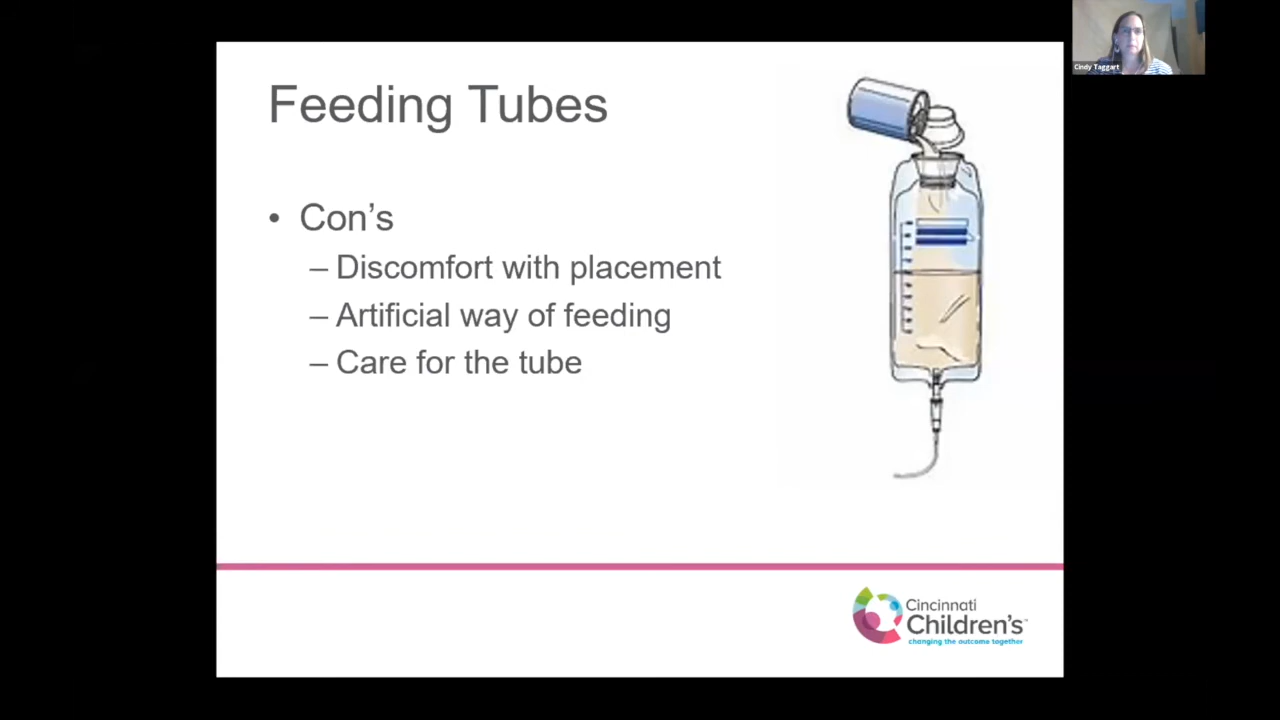 Cindy Taggart
Feeding Tubes
• Con's
– Discomfort with placement
– Artificial way of feeding
– Care for the tube
Cincinnati
Children's™
changing the outcome together